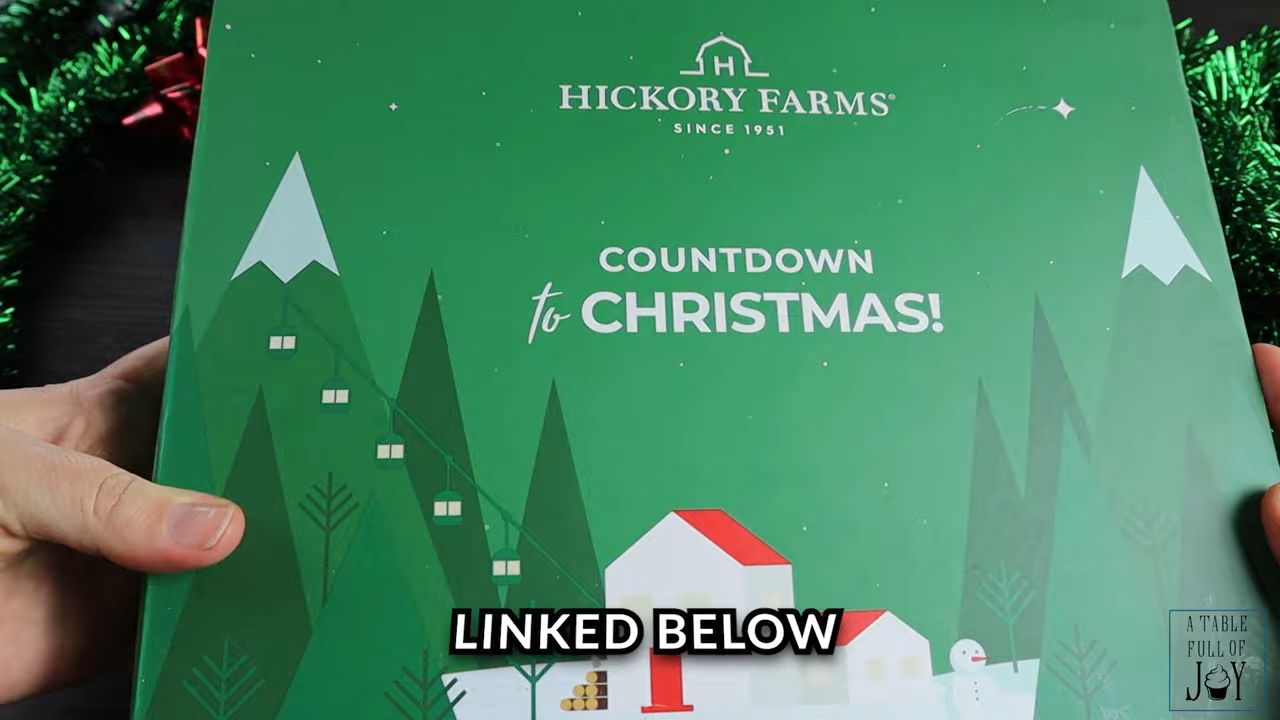 H
HICKORY FARMS®
SINCE 1951
COUNTDOWN
to CHRISTMAS!
LINKED BELOW
A TABLE
FULL OF
JOY